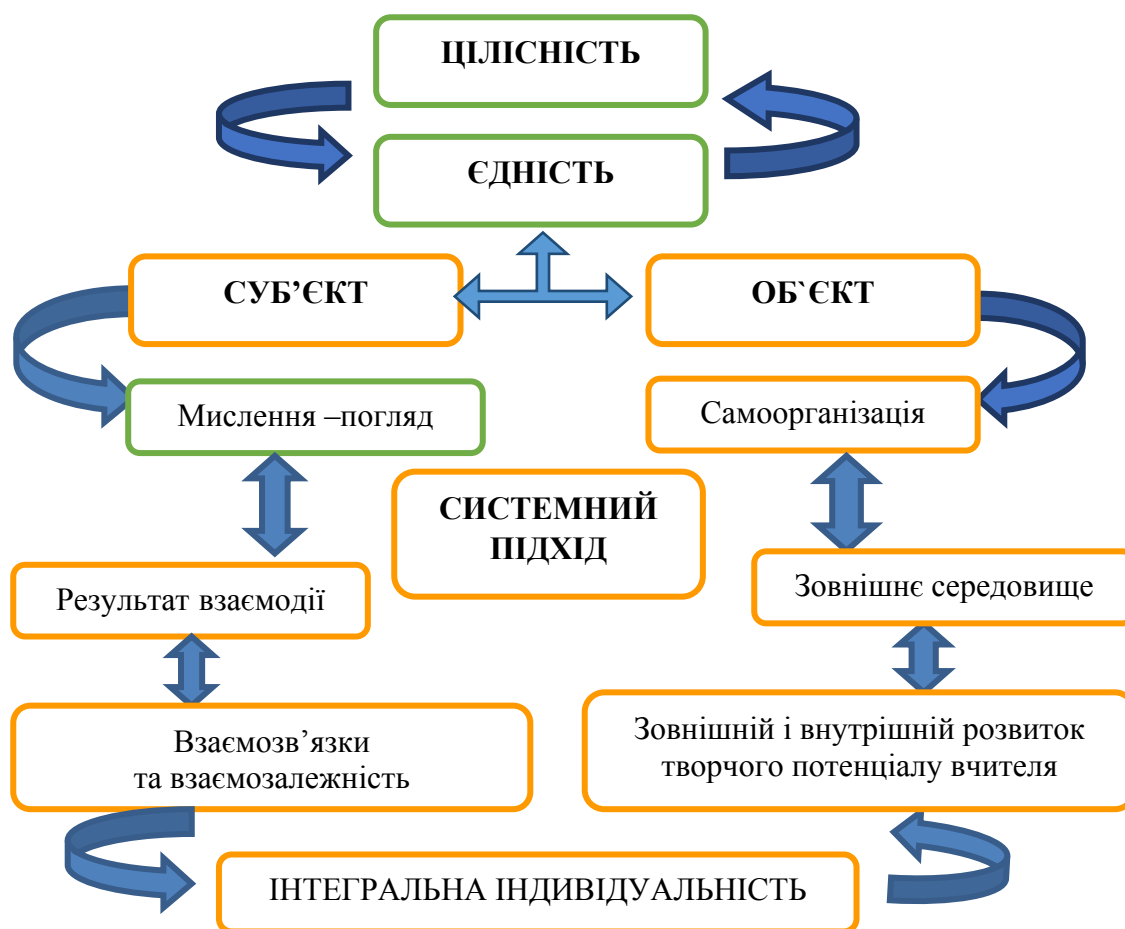 ЦІЛІСНІСТЬ
ЄДНІСТЬ
СУБ’ЄКТ
ОБ`ЄКТ
Мислення –погляд
Самоорганізація
СИСТЕМНИЙ
ПІДХІД
Результат взаємодії
Зовнішнє середовище
Взаємозв’язки
та взаємозалежність
Зовнішній і внутрішній розвиток
творчого потенціалу вчителя
ІНТЕГРАЛЬНА ІНДИВІДУАЛЬНІСТЬ